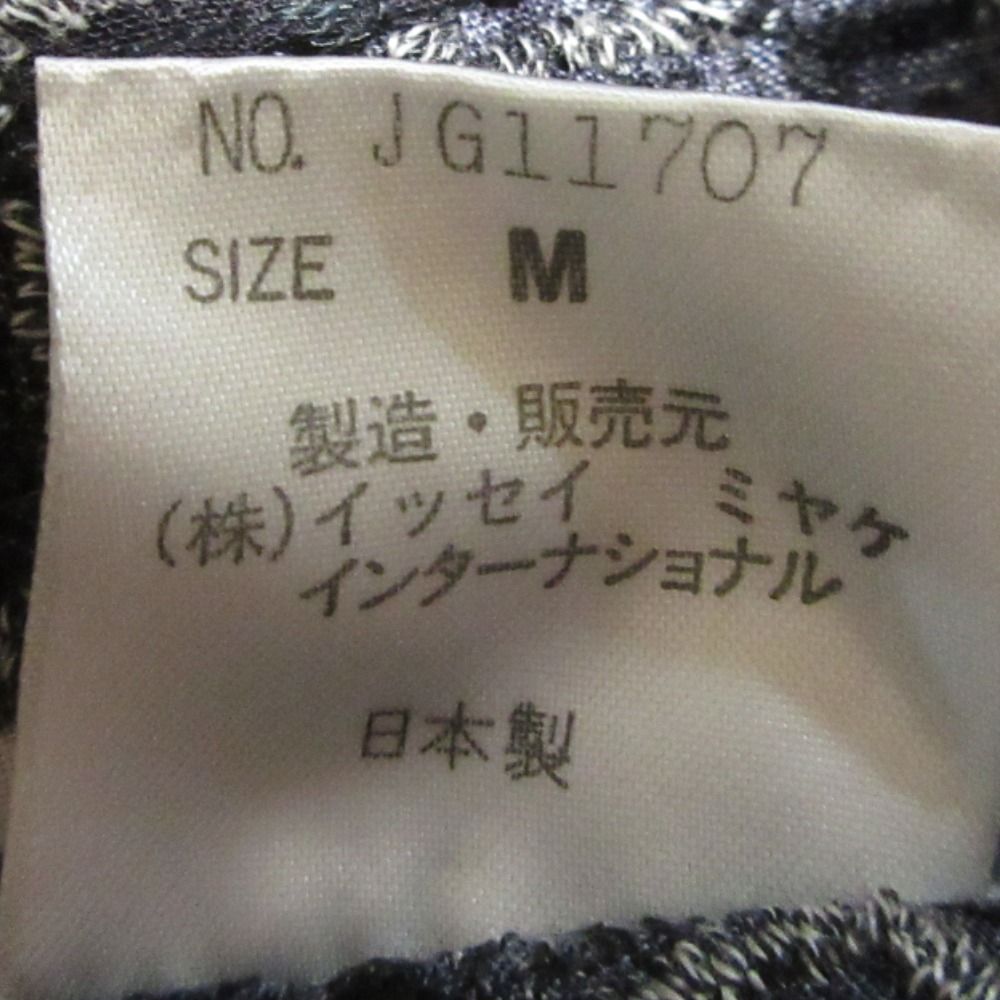 NO. JG11707
SIZE M
製造・販売元
(株)イッセイ ミヤケ
インターナショナル
日本製